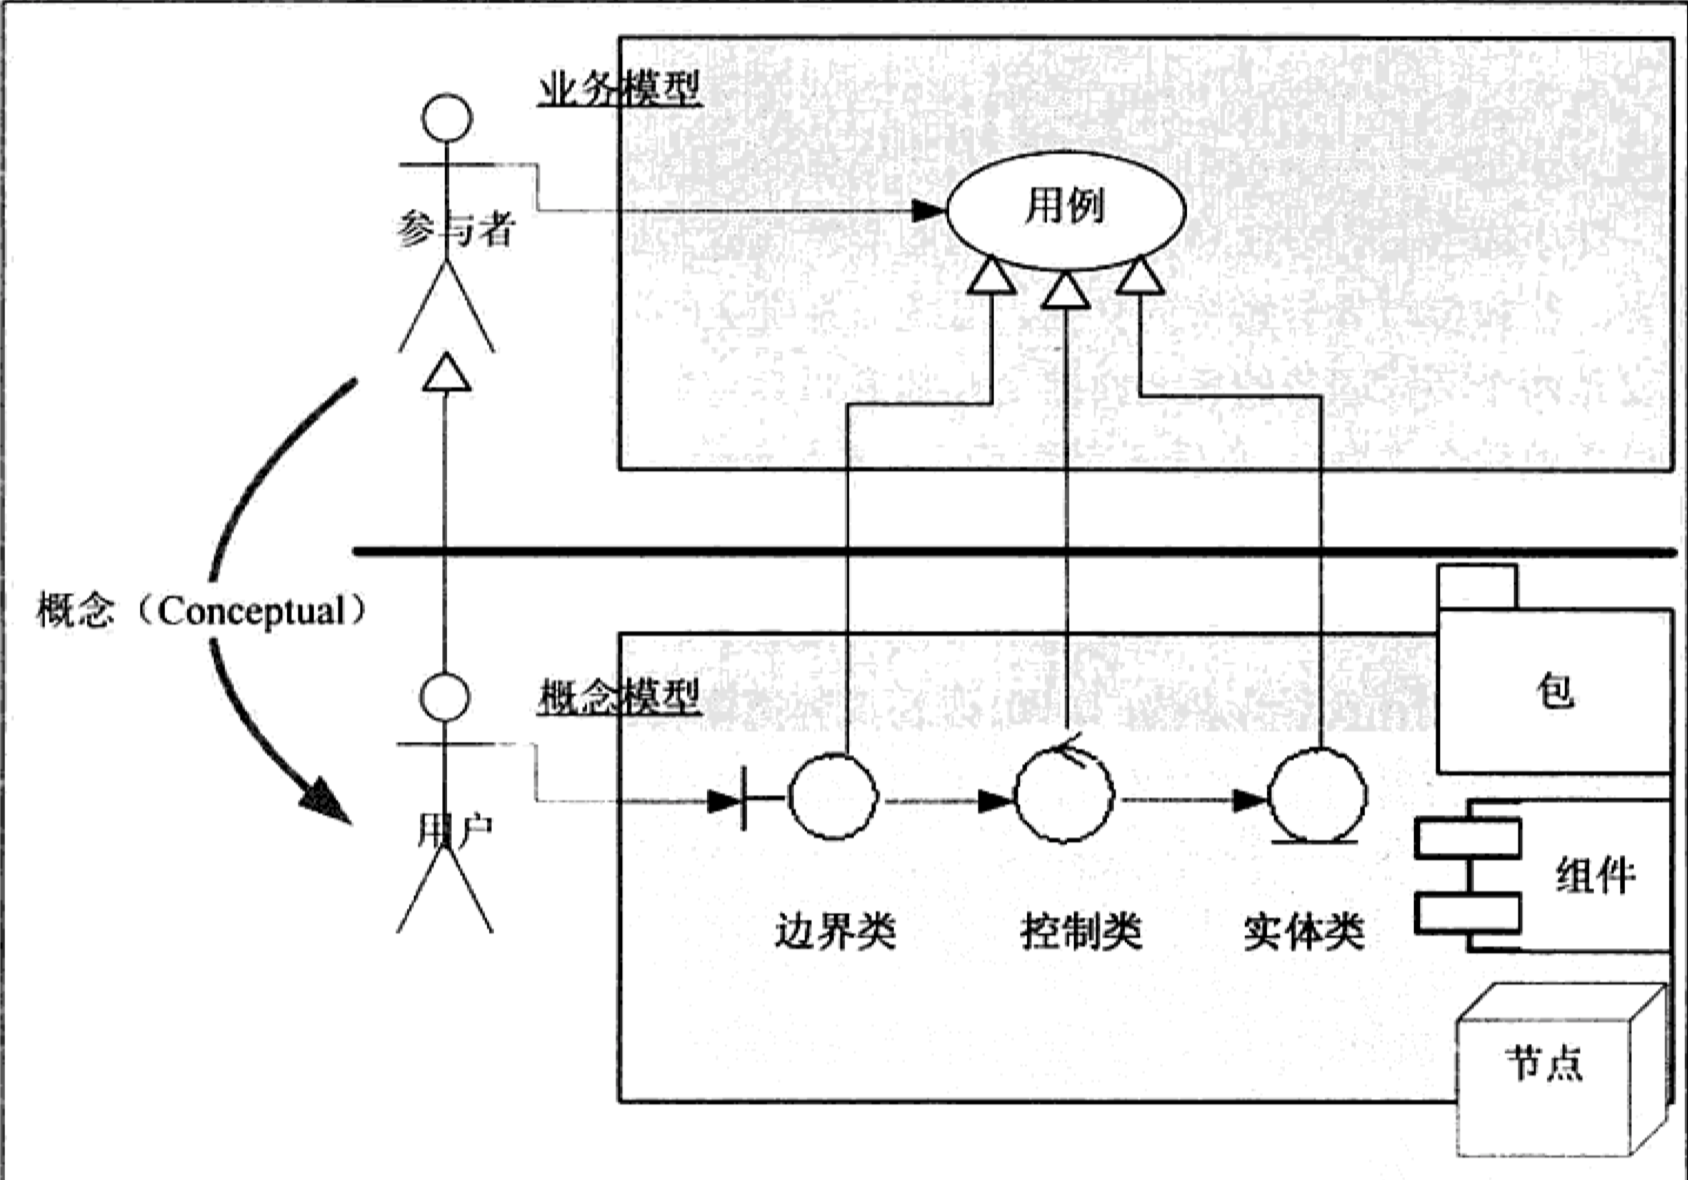 业务模型
参与者
用例
概念（Conceptual）
概念模型
用户
边界类
控制类
实体类
包
组件
节点